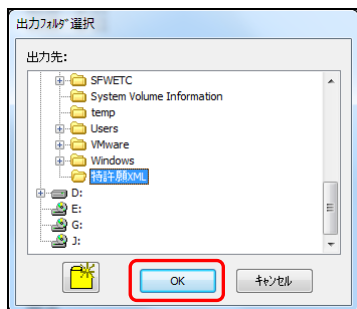 出力ﾌｫﾙﾀﾞ選択
出力先:
SFWETC
System Volume Information
temp
Users
VMware
Windows
特許願XML
D:
E:
G:
J:
OK
ｷｬﾝｾﾙ